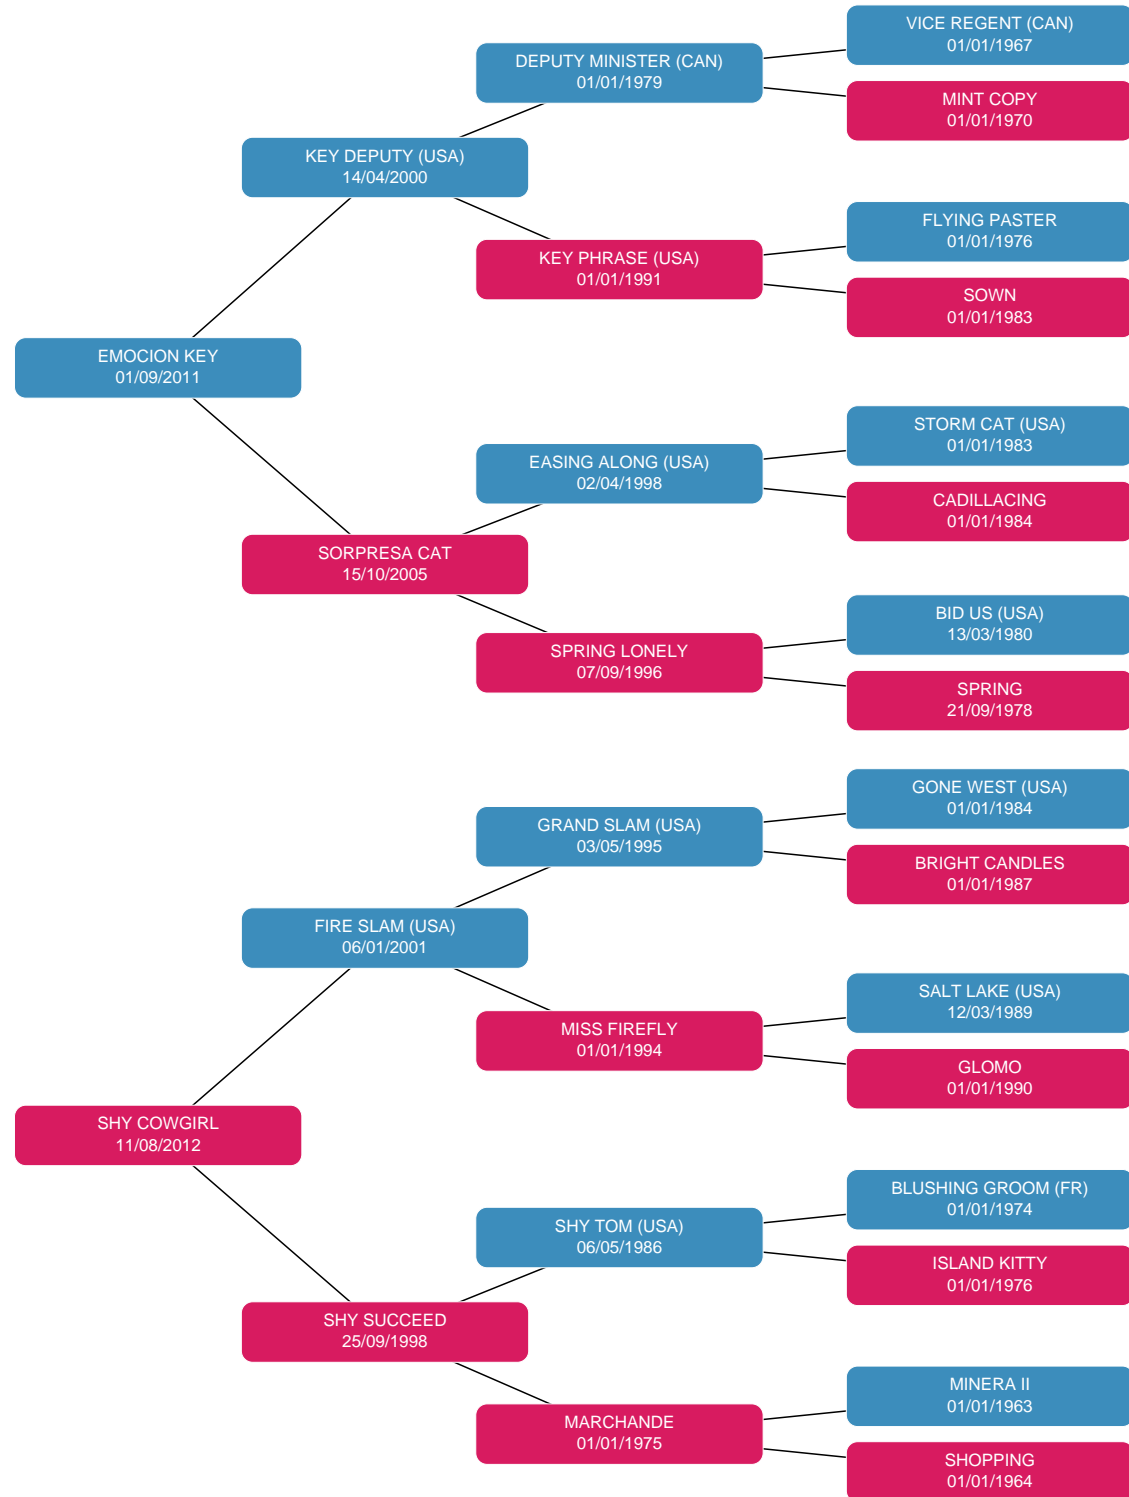 VICE REGENT (CAN)
01/01/1967
DEPUTY MINISTER (CAN)
01/01/1979
MINT COPY
01/01/1970
KEY DEPUTY (USA)
14/04/2000
FLYING PASTER
01/01/1976
KEY PHRASE (USA)
01/01/1991
SOWN
01/01/1983
EMOCION KEY
01/09/2011
STORM CAT (USA)
01/01/1983
EASING ALONG (USA)
02/04/1998
CADILLACING
01/01/1984
SORPRESA CAT
15/10/2005
BID US (USA)
13/03/1980
SPRING LONELY
07/09/1996
SPRING
21/09/1978
GONE WEST (USA)
01/01/1984
GRAND SLAM (USA)
03/05/1995
BRIGHT CANDLES
01/01/1987
FIRE SLAM (USA)
06/01/2001
SALT LAKE (USA)
12/03/1989
MISS FIREFLY
01/01/1994
GLOMO
01/01/1990
SHY COWGIRL
11/08/2012
BLUSHING GROOM (FR)
01/01/1974
SHY TOM (USA)
06/05/1986
ISLAND KITTY
01/01/1976
SHY SUCCEED
25/09/1998
MINERA II
01/01/1963
MARCHANDE
01/01/1975
SHOPPING
01/01/1964